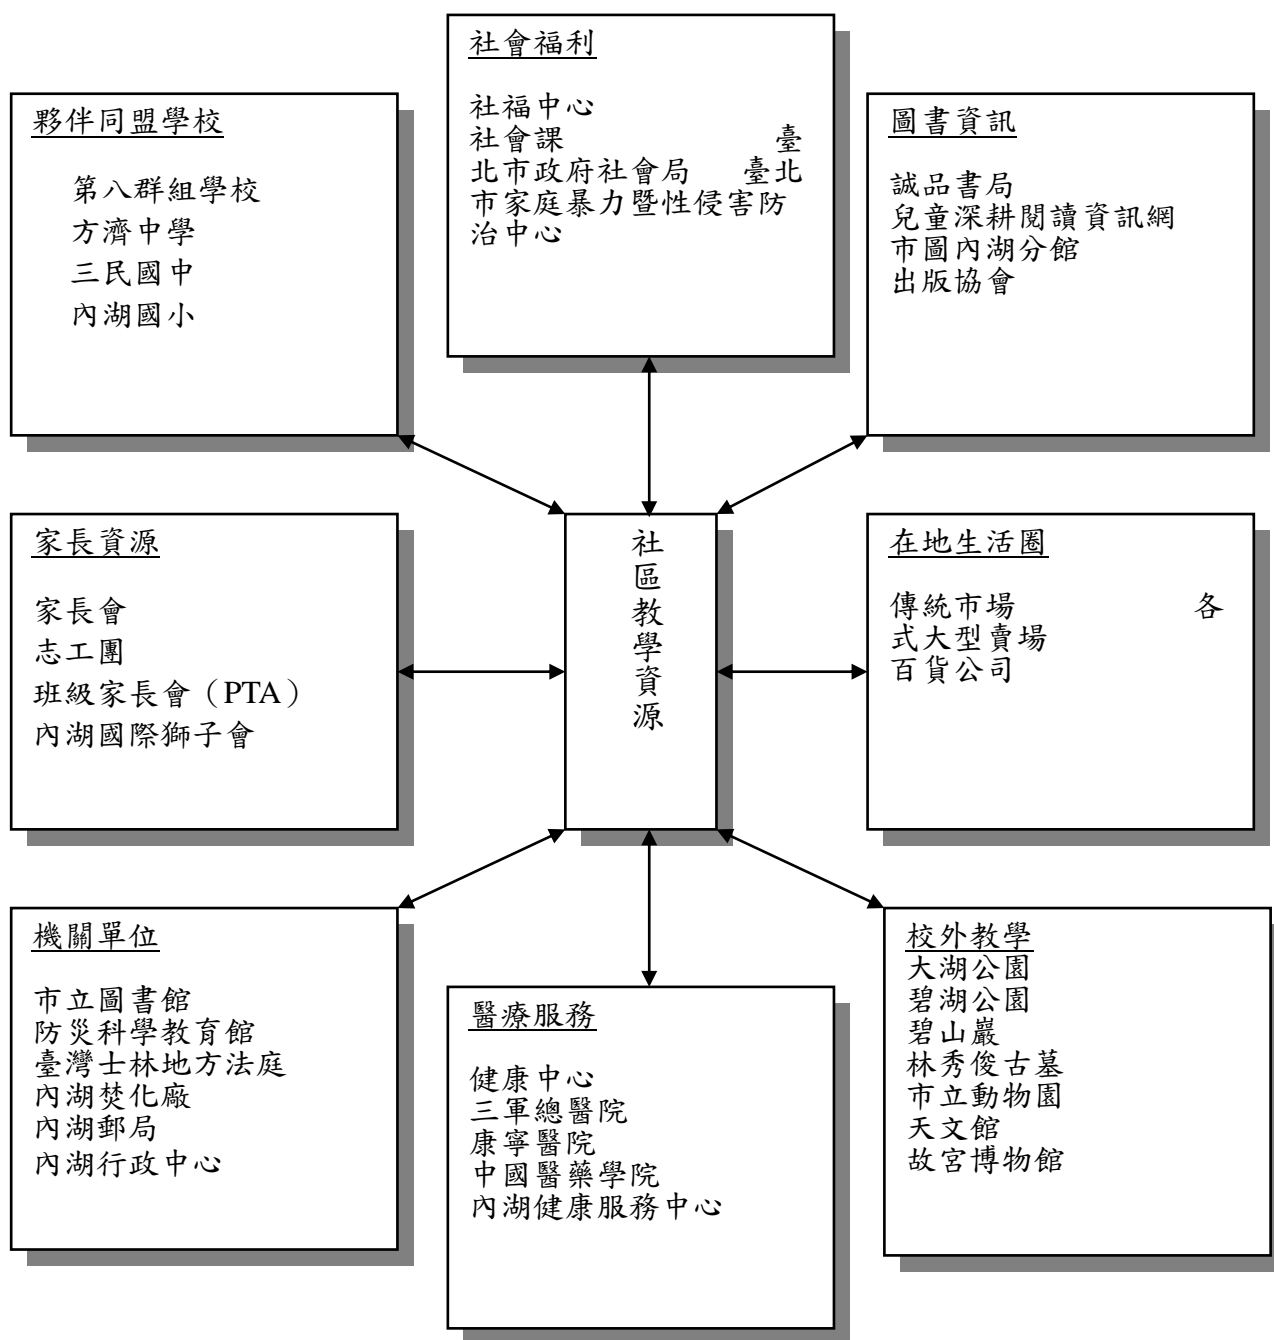 社會福利
社福中心
社會課 臺
北市政府社會局 臺北
市家庭暴力暨性侵害防
治中心
夥伴同盟學校
第八群組學校
方濟中學
三民國中
內湖國小
圖書資訊
誠品書局
兒童深耕閱讀資訊網
市圖內湖分館
出版協會
家長資源
家長會
志工團
班級家長會（PTA）
內湖國際獅子會
社區教學資源
在地生活圈
傳統市場 各
式大型賣場
百貨公司
機關單位
市立圖書館
防災科學教育館
臺灣士林地方法庭
內湖焚化廠
內湖郵局
內湖行政中心
醫療服務
健康中心
三軍總醫院
康寧醫院
中國醫藥學院
內湖健康服務中心
校外教學
大湖公園
碧湖公園
碧山巖
林秀俊古墓
市立動物園
天文館
故宮博物館